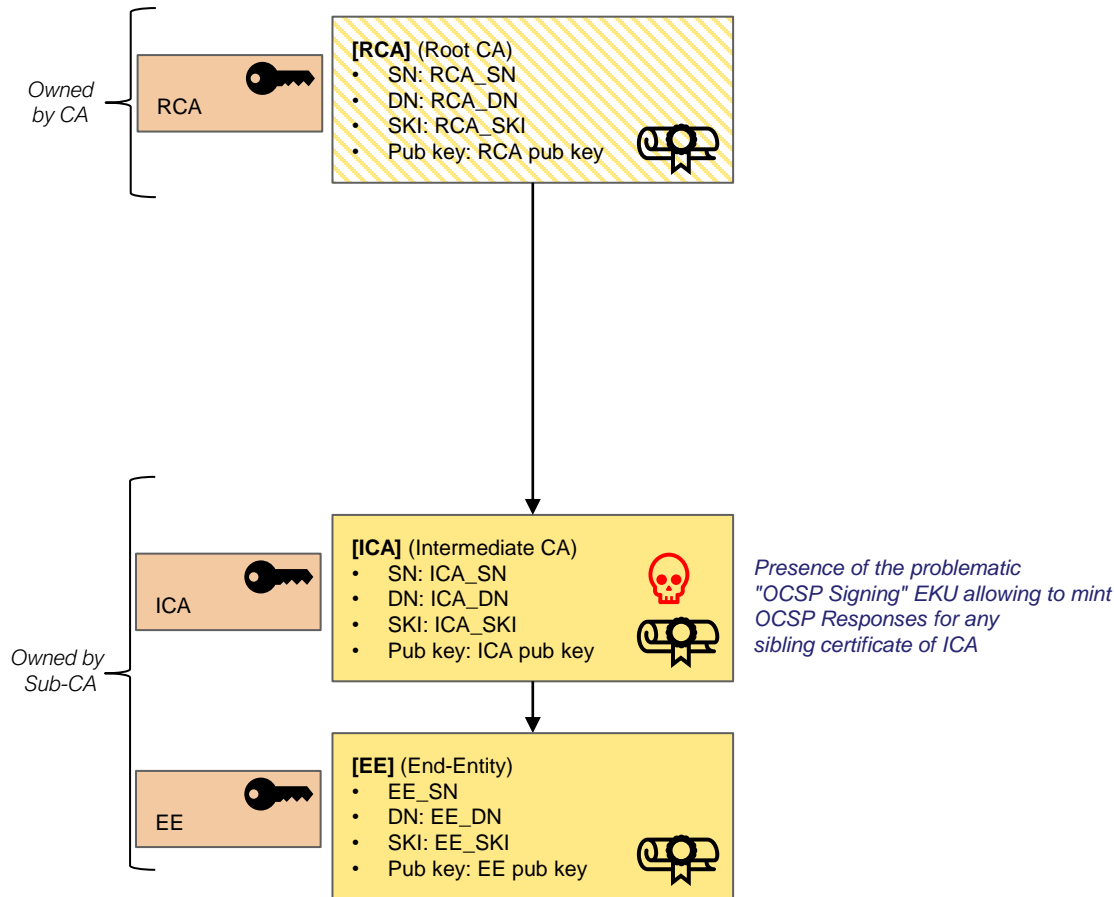 Owned
by CA
RCA
[RCA] (Root CA)
• SN: RCA_SN
• DN: RCA_DN
• SKI: RCA_SKI
• Pub key: RCA pub key
Owned by
Sub-CA
ICA
[ICA] (Intermediate CA)
• SN: ICA_SN
• DN: ICA_DN
• SKI: ICA_SKI
• Pub key: ICA pub key
Presence of the problematic
"OCSP Signing" EKU allowing to mint
OCSP Responses for any
sibling certificate of ICA
EE
[EE] (End-Entity)
• EE_SN
• DN: EE_DN
• SKI: EE_SKI
• Pub key: EE pub key